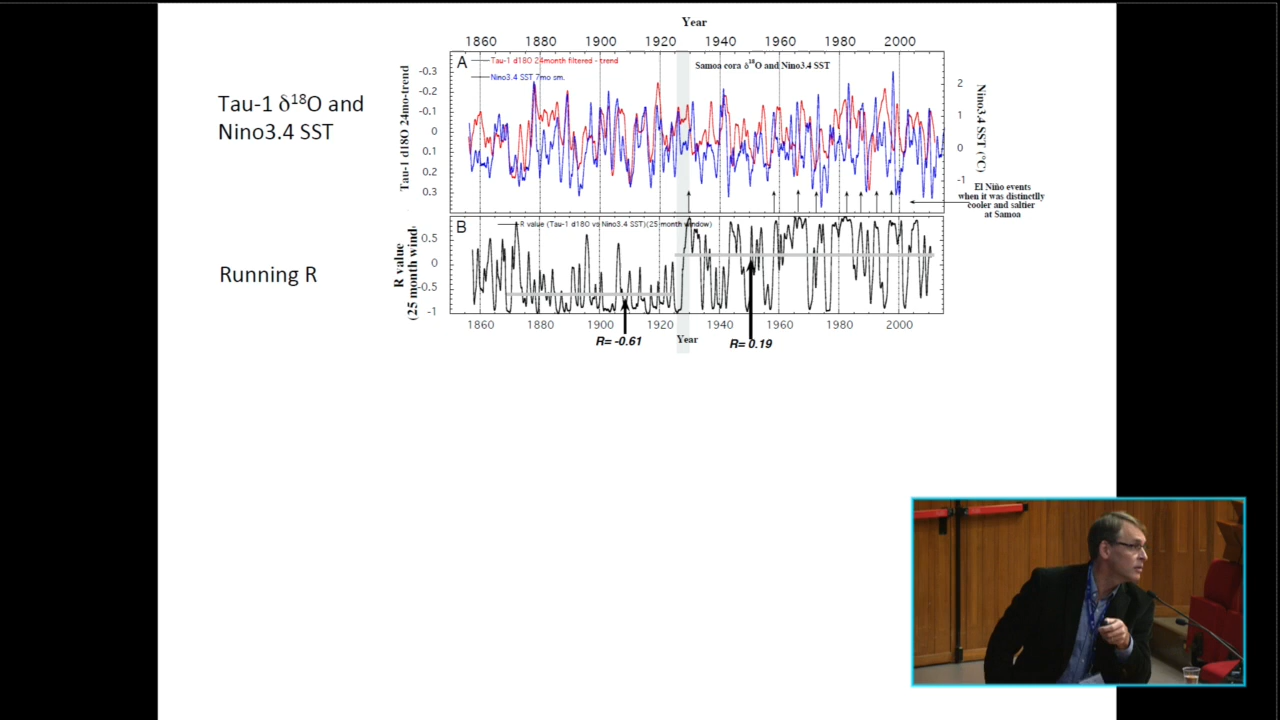 Year
1860 1880 1900 1920 1940 1960 1980 2000
Tau-1 δ¹⁸O and
Nino3.4 SST
Tau-1 d18O 24mo-trend
-0.3
-0.2
-0.1
0
0.1
0.2
0.3
A
Tau-1 d18O 24month filtered - trend
Nino3.4 SST 7mo sm.
Samoa cora δ¹⁸O and Nino3.4 SST
2
1
0
-1
Nino3.4 SST (°C)
El Niño events
when it was distinctlly
cooler and saltier
at Samoa
Running R
R value
(25 month wind
0.5
0
-0.5
-1
B
R value (Tau-1 d18O vs Nino3.4 SST)(25 month window)
1860 1880 1900 1920 1940 1960 1980 2000
Year
R= -0.61
R= 0.19